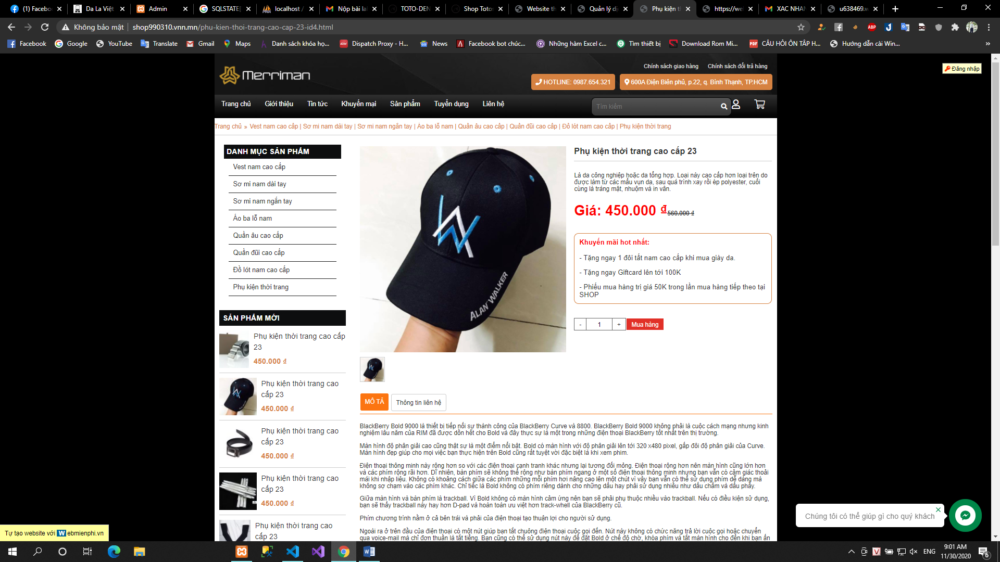 (1) Facebo
Da La Việt
Admin
SQLSTATE[
localhost /
Nộp bài la
TOTO-DEN
Shop Toto
Website th
Quản lý dị
Phụ kiện t
https://we
XAC NHAN
u638469.w
Không bảo mật
shop990310.vnn.mn/phu-kien-thoi-trang-cao-cap-23-id4.html
Facebook
Google
YouTube
Translate
Gmail
Maps
Danh sách khóa họ...
Dispatch Proxy - H...
News
Facebook bot chúc...
Những hàm Excel c...
Tìm thiết bị
Download Rom Mi...
CÂU HỎI ÔN TẬP H...
Hướng dẫn cài Win...
Merriman
Chính sách giao hàng
Chính sách đổi trả hàng
HOTLINE: 0987.654.321
600A Điện Biên phủ, p.22, q. Bình Thạnh, TP.HCM
Đăng nhập
Trang chủ
Giới thiệu
Tin tức
Khuyến mại
Sản phẩm
Tuyển dụng
Liên hệ
Tìm kiếm
Trang chủ » Vest nam cao cấp | Sơ mi nam dài tay | Sơ mi nam ngắn tay | Áo ba lỗ nam | Quần âu cao cấp | Quần đũi cao cấp | Đồ lót nam cao cấp | Phụ kiện thời trang
DANH MỤC SẢN PHẨM
Vest nam cao cấp
Sơ mi nam dài tay
Sơ mi nam ngắn tay
Áo ba lỗ nam
Quần âu cao cấp
Quần đũi cao cấp
Đồ lót nam cao cấp
Phụ kiện thời trang
SẢN PHẨM MỚI
Phụ kiện thời trang cao cấp
23
450.000 ₫
Phụ kiện thời trang cao
cấp 23
450.000 ₫
Phụ kiện thời trang cao
cấp 23
450.000 ₫
Phụ kiện thời trang cao
cấp 23
450.000 ₫
Phụ kiện thời trang cao
cấp 23
ALAN WALKER
Phụ kiện thời trang cao cấp 23
Là da công nghiệp hoặc da tổng hợp. Loại này cao cấp hơn loại trên do
được làm từ các mẩu vụn da, sau quá trình xay rồi ép polyester, cuối
cùng là tráng mặt, nhuộm và in vân.
Giá: 450.000 ₫ 560.000 ₫
Khuyến mãi hot nhất:
- Tặng ngay 1 đôi tất nam cao cấp khi mua giày da.
- Tặng ngay Giftcard lên tới 100K
- Phiếu mua hàng trị giá 50K trong lần mua hàng tiếp theo tại
SHOP
- 1 + Mua hàng
MÔ TẢ
Thông tin liên hệ
BlackBerry Bold 9000 là thiết bị tiếp nối sự thành công của BlackBerry Curve và 8800. BlackBerry Bold 9000 không phải là cuộc cách mạng nhưng kinh
nghiệm lâu năm của RIM đã được dồn hết cho Bold và đây thực sự là một trong những điện thoại BlackBerry tốt nhất trên thị trường.
Màn hình độ phân giải cao cũng thật sự là một điểm nổi bật. Bold có màn hình với độ phân giải lên tới 320 x480 pixel, gấp đôi độ phân giải của Curve.
Màn hình đẹp giúp cho mọi việc bạn thực hiện trên Bold cũng rất tuyệt vời đặc biệt là khi xem phim.
Điện thoại thông minh này rộng hơn so với các điện thoại cạnh tranh khác nhưng lại tượng đối mỏng. Điện thoại rộng hơn nên màn hình cũng lớn hơn
và các phím rộng rãi hơn. Dĩ nhiên, bàn phím sẽ không thể rộng như bàn phím ngang ở một số điện thoại thông minh nhưng bạn vẫn có cảm giác thoải
mái khi nhập liệu. Không có khoảng cách giữa các phím những mỗi phím hơi nâng cao lên một chút vì vậy bạn vẫn có thể sử dụng phím dễ dàng mà
không sợ chạm vào các phím khác. Chỉ tiếc là Bold không có phím riêng dành cho những dấu hay phải sử dụng nhiều như dấu chấm và dấu phẩy.
Giữa màn hình và bàn phím là trackball. Vì Bold không có màn hình cảm ứng nên bạn sẽ phải phụ thuộc nhiều vào trackball. Nếu có điều kiện sử dụng,
bạn sẽ thấy trackball này hay hơn D-pad và hoàn toàn ưu việt hơn track-whell của BlackBerry cũ.
Phím chương trình nằm ở cả bên trái và phải của điện thoại tạo thuận lợi cho người sử dụng.
Ngoài ra ở trên đầu của điện thoại có một nút giúp bạn tắt chuông điện thoại cuộc gọi đến. Nút này không có chức năng trả lời cuộc gọi hoặc chuyển
qua voice-mail mà chỉ đơn thuần là tắt tiếng. Bạn cũng có thể sử dụng nút này để đặt Bold ở chế độ chờ, khóa phím và tắt màn hình cho đến khi bạn ấn
Chúng tôi có thể giúp gì cho quý khách
Tự tạo website với Webmienphi.vn
ENG
9:01 AM
11/30/2020
6